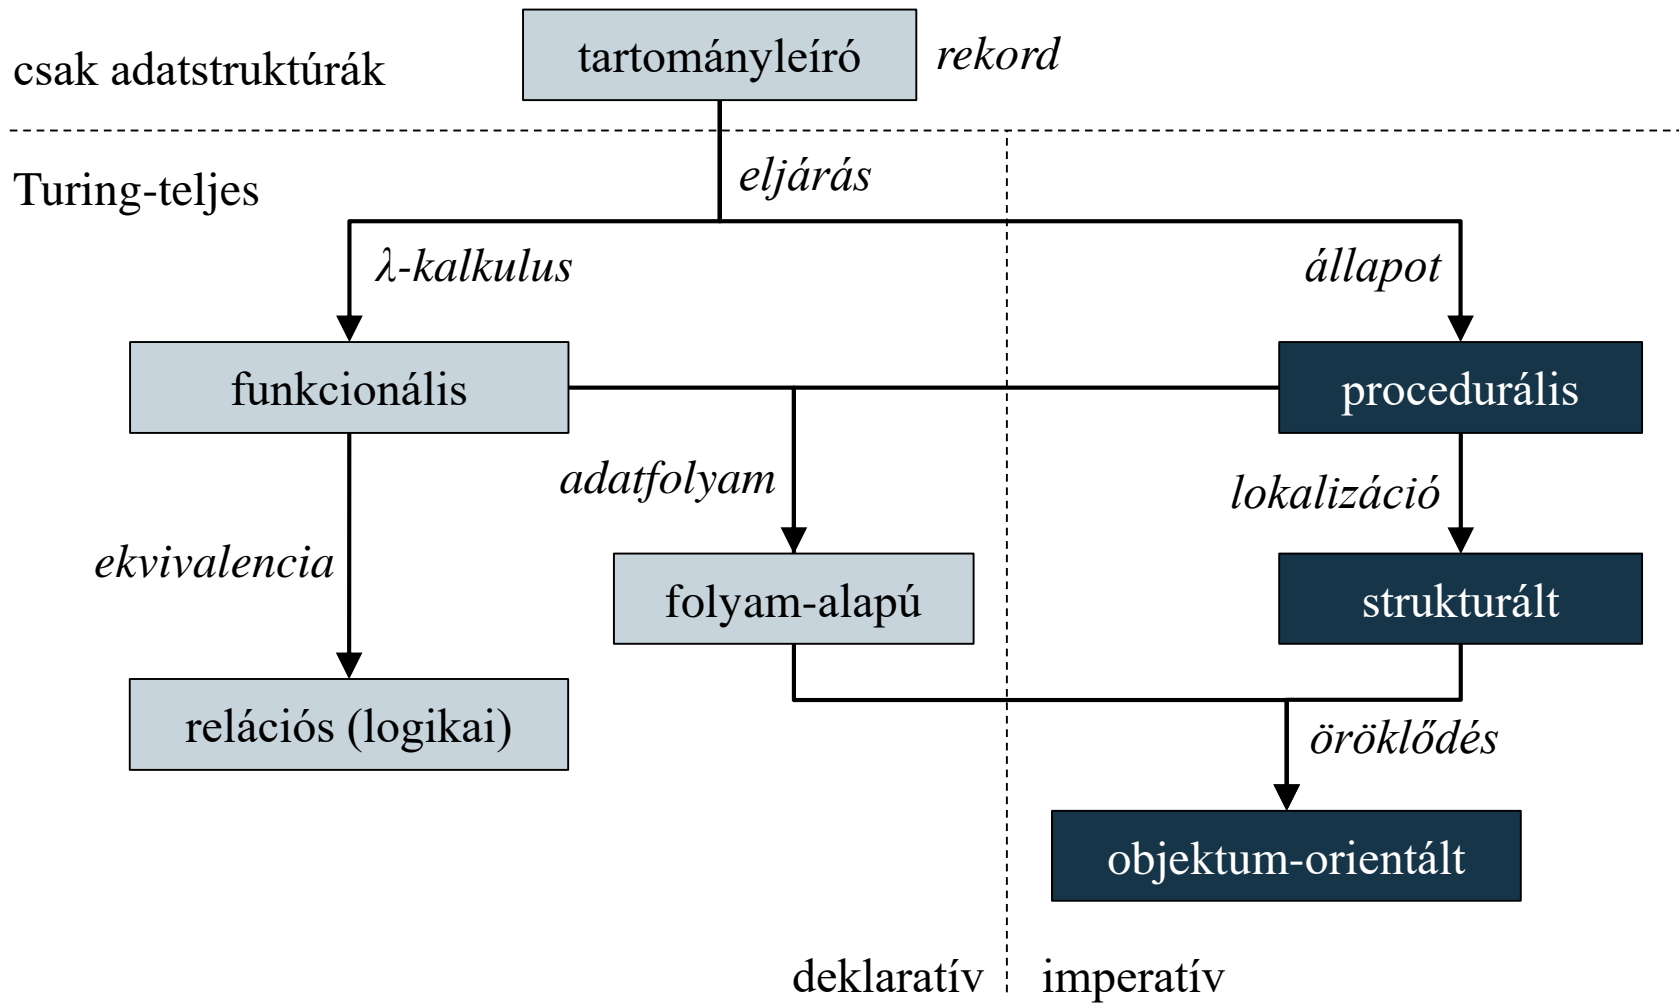 tartományleíró
rekord
csak adatstruktúrák
eljárás
Turing-teljes
λ-kalkulus
állapot
funkcionális
procedurális
adatfolyam
lokalizáció
ekvivalencia
folyam-alapú
strukturált
relációs (logikai)
öröklődés
objektum-orientált
deklaratív
imperatív